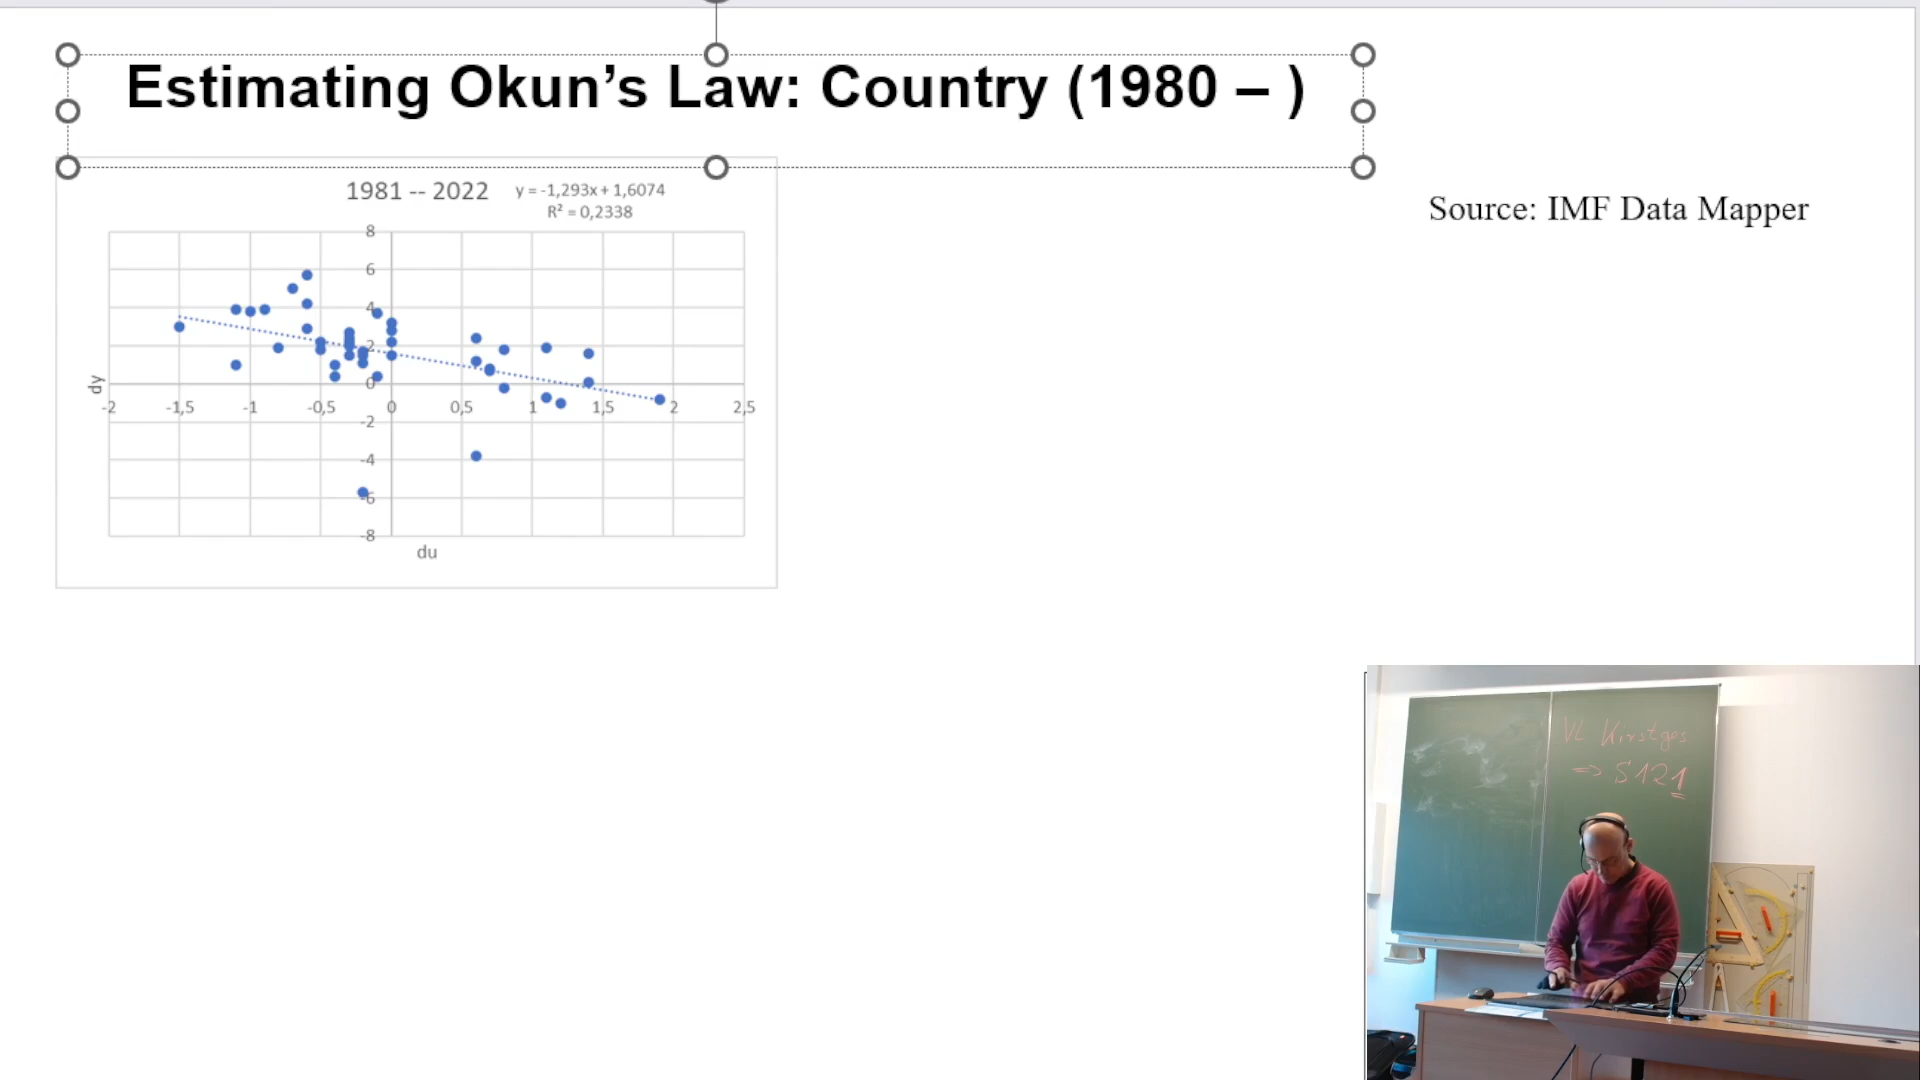 Estimating Okun’s Law: Country (1980 – )
1981 -- 2022
y = -1,293x + 1,6074
R² = 0,2338
Source: IMF Data Mapper
8
6
4
2
0
-2
-4
-6
-8
-2
-1,5
-1
-0,5
0
0,5
1
1,5
2
2,5
dy
du
VL Kirstges
=> S121